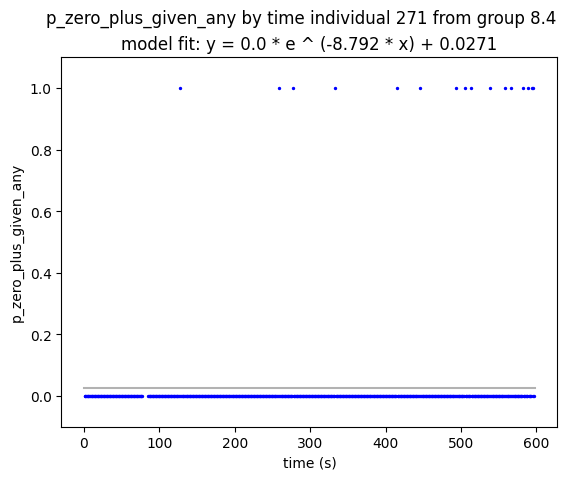 p_zero_plus_given_any by time individual 271 from group 8.4
model fit: y = 0.0 * e ^ (-8.792 * x) + 0.0271
1.0
0.8
0.6
0.4
0.2
0.0
p_zero_plus_given_any
0 100 200 300 400 500 600
time (s)